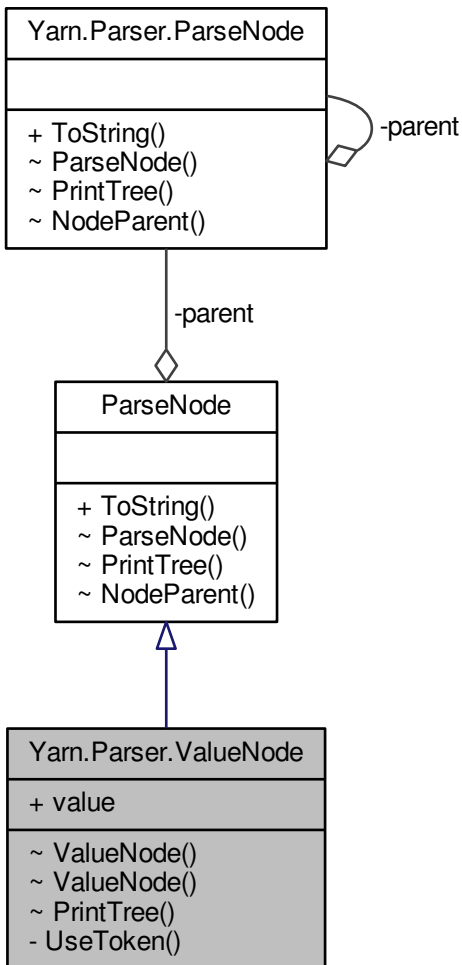 Yarn.Parser.ParseNode
+ ToString()
~ ParseNode()
~ PrintTree()
~ NodeParent()
-parent
-parent
ParseNode
+ ToString()
~ ParseNode()
~ PrintTree()
~ NodeParent()
Yarn.Parser.ValueNode
+ value
~ ValueNode()
~ ValueNode()
~ PrintTree()
- UseToken()